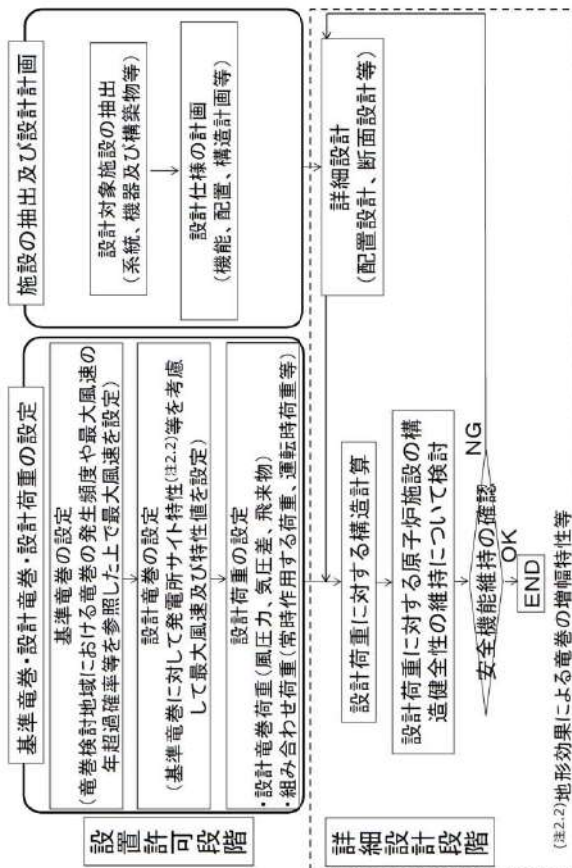 設置許可段階
基準竜巻・設計竜巻・設計荷重の設定
基準竜巻の設定
(竜巻検討地域における竜巻の発生頻度や最大風速の
年超過確率等を参照した上で最大風速を設定)
設計竜巻の設定
(基準竜巻に対して発電所サイト特性(注2.2)等を考慮
して最大風速及び特性値を設定)
設計荷重の設定
・設計竜巻荷重(風圧力、気圧差、飛来物)
・組み合わせ荷重(常時作用する荷重、運転時荷重等)
施設の抽出及び設計計画
設計対象施設の抽出
(系統、機器及び構築物等)
設計仕様の計画
(機能、配置、構造計画等)
詳細設計段階
詳細設計
(配置設計、断面設計等)
設計荷重に対する構造計算
設計荷重に対する原子炉施設の構
造健全性の維持について検討
安全機能維持の確認
NG
OK
END
(注2.2)地形効果による竜巻の増幅特性等